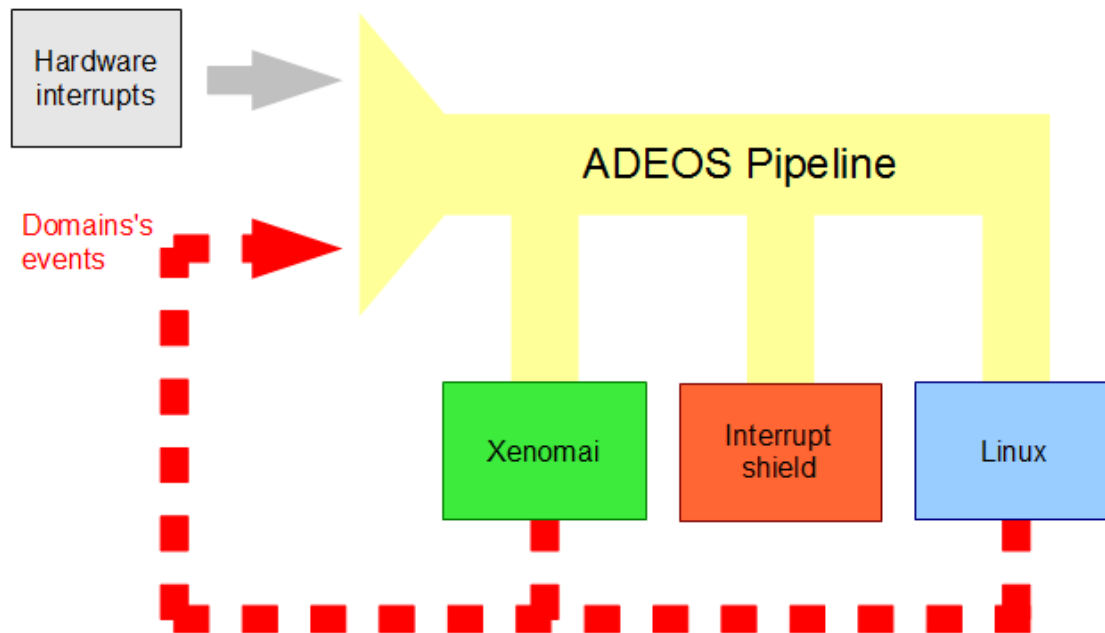 Hardware
interrupts
ADEOS Pipeline
Domains's
events
Xenomai
Interrupt
shield
Linux